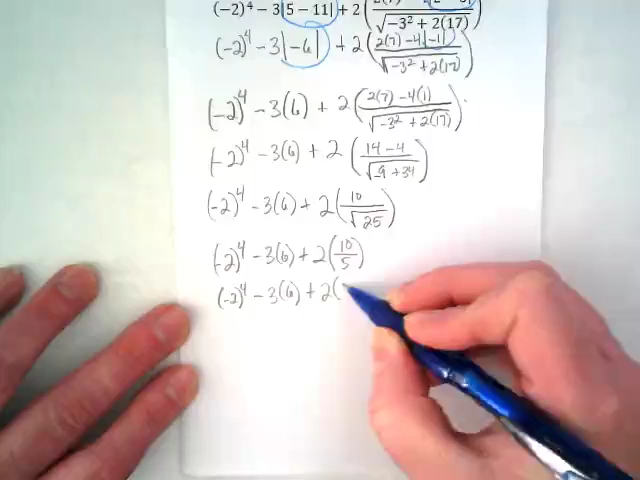 (-2)⁴ - 3|5 - 11| + 2 ( / √-3² + 2(17) )
(-2)⁴ - 3|-6| + 2 ( 2(7) - 4|-1| / √-3² + 2(17) )
(-2)⁴ - 3(6) + 2 ( 2(7) - 4(1) / √-3² + 2(17) )
(-2)⁴ - 3(6) + 2 ( 14 - 4 / √-9 + 34 )
(-2)⁴ - 3(6) + 2 ( 10 / √25 )
(-2)⁴ - 3(6) + 2 ( 10 / 5 )
(-2)⁴ - 3(6) + 2(